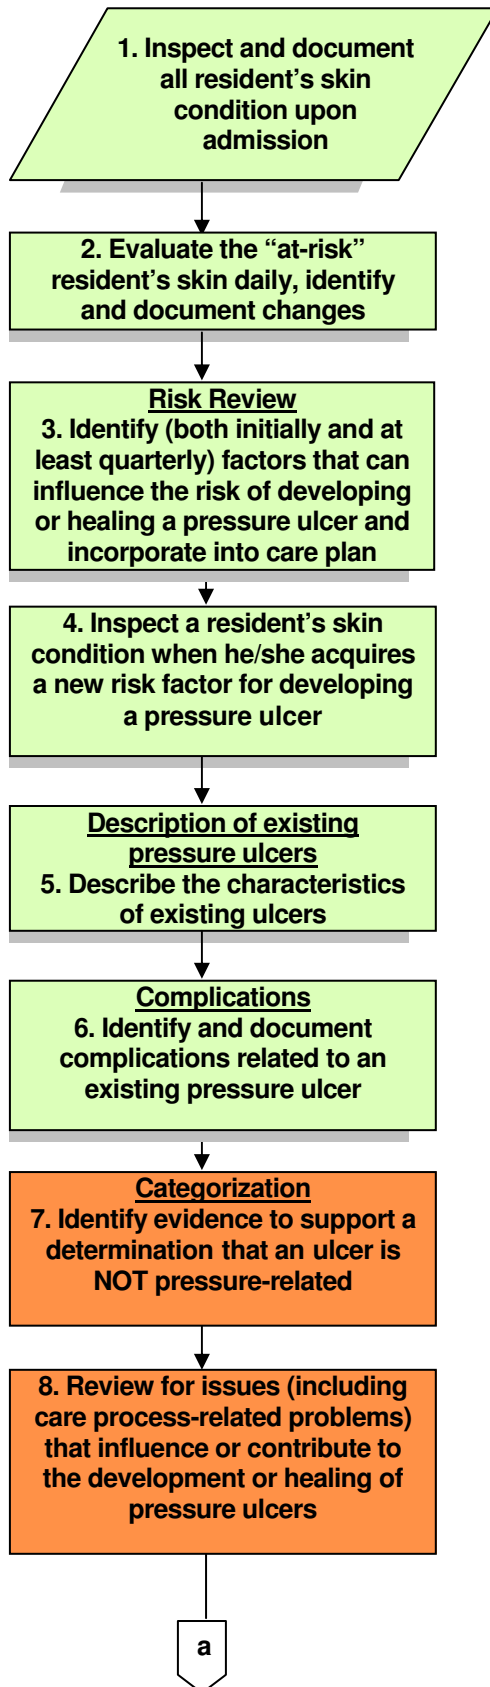 1. Inspect and document
all resident’s skin
condition upon
admission
2. Evaluate the “at-risk”
resident’s skin daily, identify
and document changes
Risk Review
3. Identify (both initially and at
least quarterly) factors that can
influence the risk of developing
or healing a pressure ulcer and
incorporate into care plan
4. Inspect a resident’s skin
condition when he/she acquires
a new risk factor for developing
a pressure ulcer
Description of existing
pressure ulcers
5. Describe the characteristics
of existing ulcers
Complications
6. Identify and document
complications related to an
existing pressure ulcer
Categorization
7. Identify evidence to support a
determination that an ulcer is
NOT pressure-related
8. Review for issues (including
care process-related problems)
that influence or contribute to
the development or healing of
pressure ulcers
a